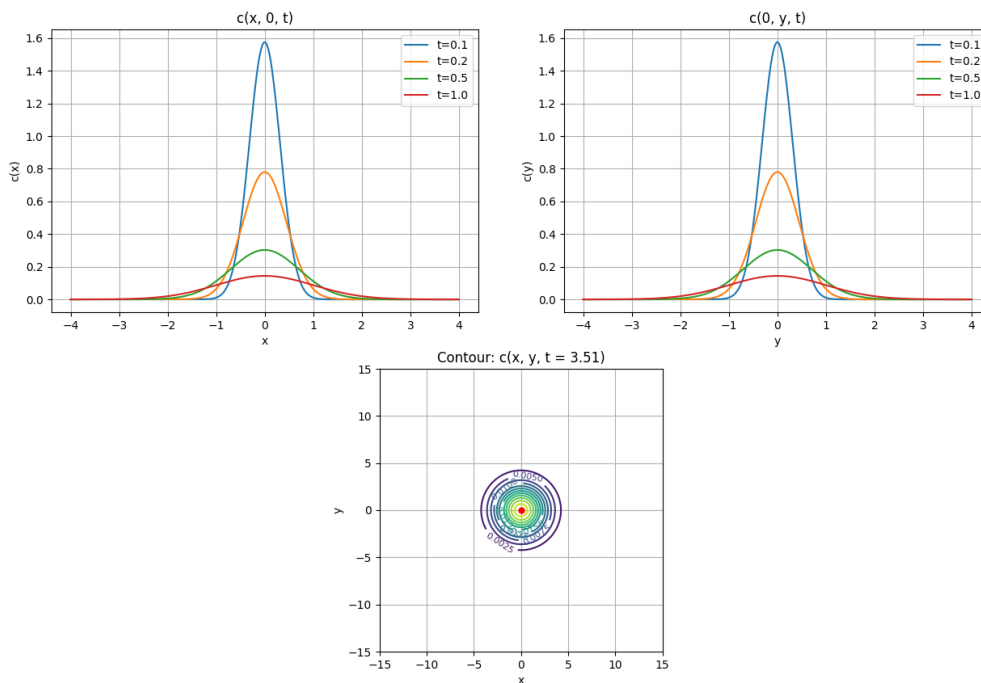 c(x, 0, t)
c(x)
1.6
1.4
1.2
1.0
0.8
0.6
0.4
0.2
0.0
t=0.1
t=0.2
t=0.5
t=1.0
−4 −3 −2 −1 0 1 2 3 4
x
c(0, y, t)
c(y)
1.6
1.4
1.2
1.0
0.8
0.6
0.4
0.2
0.0
t=0.1
t=0.2
t=0.5
t=1.0
−4 −3 −2 −1 0 1 2 3 4
y
Contour: c(x, y, t = 3.51)
y
15
10
5
0
−5
−10
−15
0.0050
0.0075
0.0025
−15 −10 −5 0 5 10 15
x